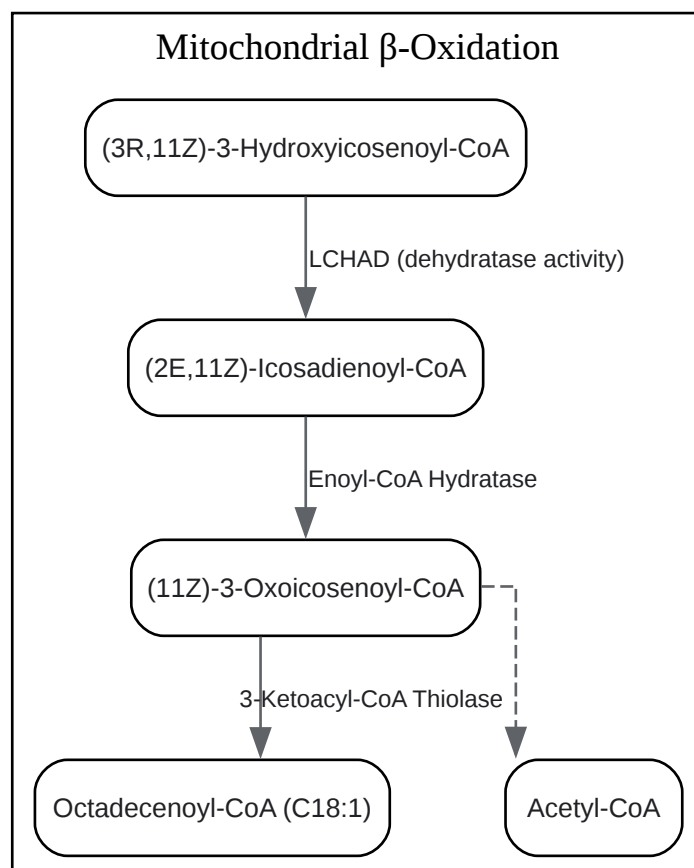 Mitochondrial β-Oxidation
(3R,11Z)-3-Hydroxyicosenoyl-CoA
LCHAD (dehydratase activity)
(2E,11Z)-Icosadienoyl-CoA
Enoyl-CoA Hydratase
(11Z)-3-Oxoicosenoyl-CoA
3-Ketoacyl-CoA Thiolase
Octadecenoyl-CoA (C18:1)
Acetyl-CoA